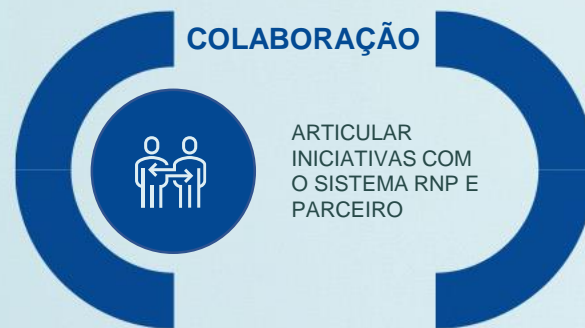 COLABORAÇÃO
ARTICULAR
INICIATIVAS COM
O SISTEMA RNP E
PARCEIRO